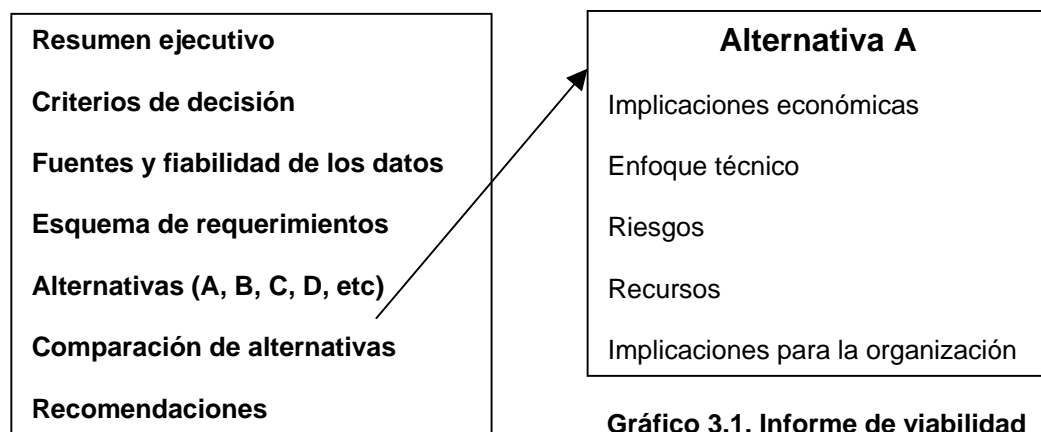 Resumen ejecutivo
Criterios de decisión
Fuentes y fiabilidad de los datos
Esquema de requerimientos
Alternativas (A, B, C, D, etc)
Comparación de alternativas
Recomendaciones
Alternativa A
Implicaciones económicas
Enfoque técnico
Riesgos
Recursos
Implicaciones para la organización
Gráfico 3.1. Informe de viabilidad